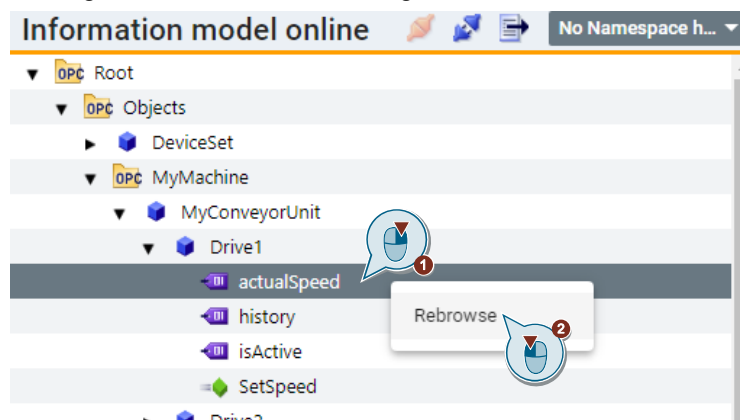 Information model online No Namespace h...
OPC Root
OPC Objects
DeviceSet
OPC MyMachine
MyConveyorUnit
Drive1
1
actualSpeed
history Rebrowse
2
isActive
SetSpeed